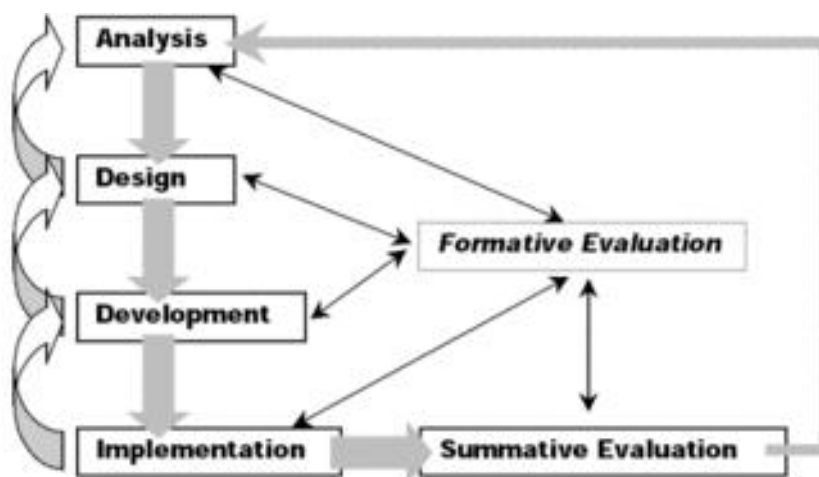 Analysis
Design
Formative Evaluation
Development
Implementation
Summative Evaluation